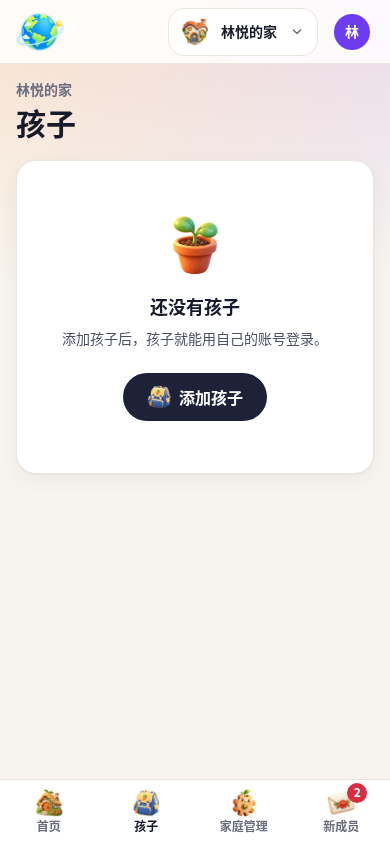 林悦的家
林
林悦的家
孩子
还没有孩子
添加孩子后，孩子就能用自己的账号登录。
添加孩子
2
首页
孩子
家庭管理
新成员